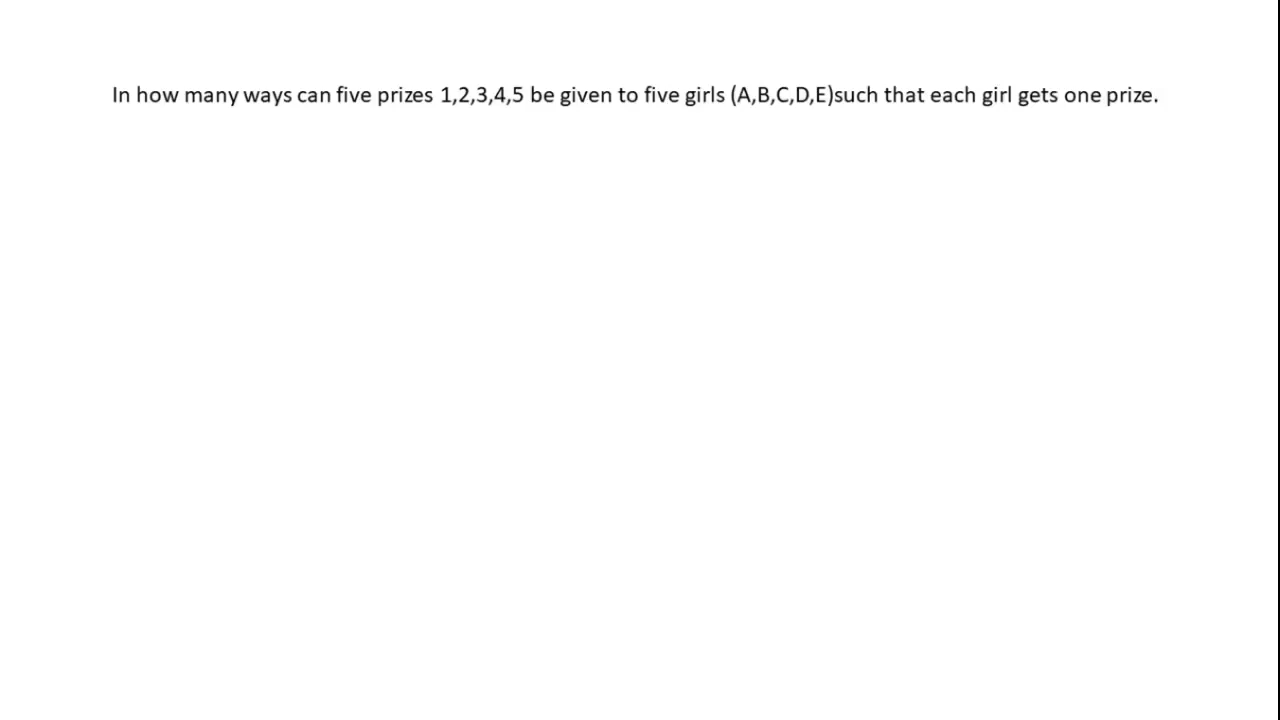 In how many ways can five prizes 1,2,3,4,5 be given to five girls (A,B,C,D,E)such that each girl gets one prize.